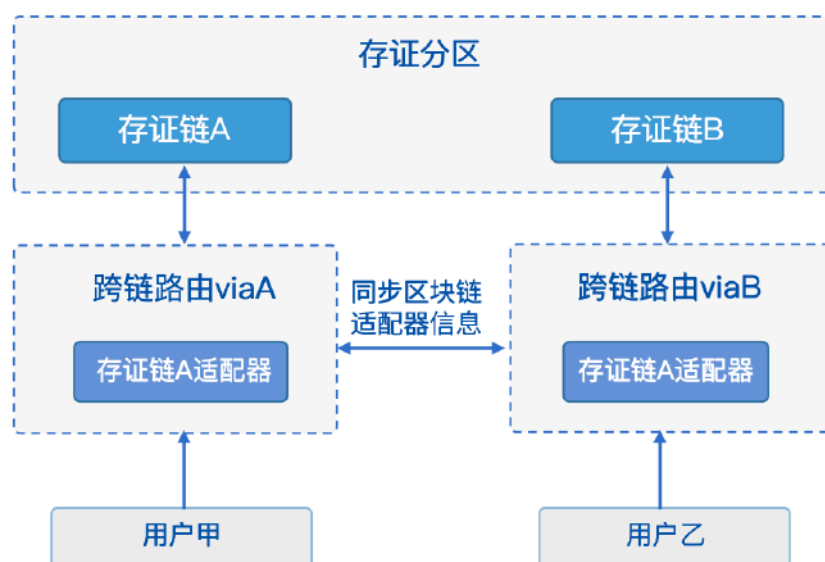 存证分区
存证链A
存证链B
跨链路由viaA
同步区块链
适配器信息
跨链路由viaB
存证链A适配器
存证链A适配器
用户甲
用户乙